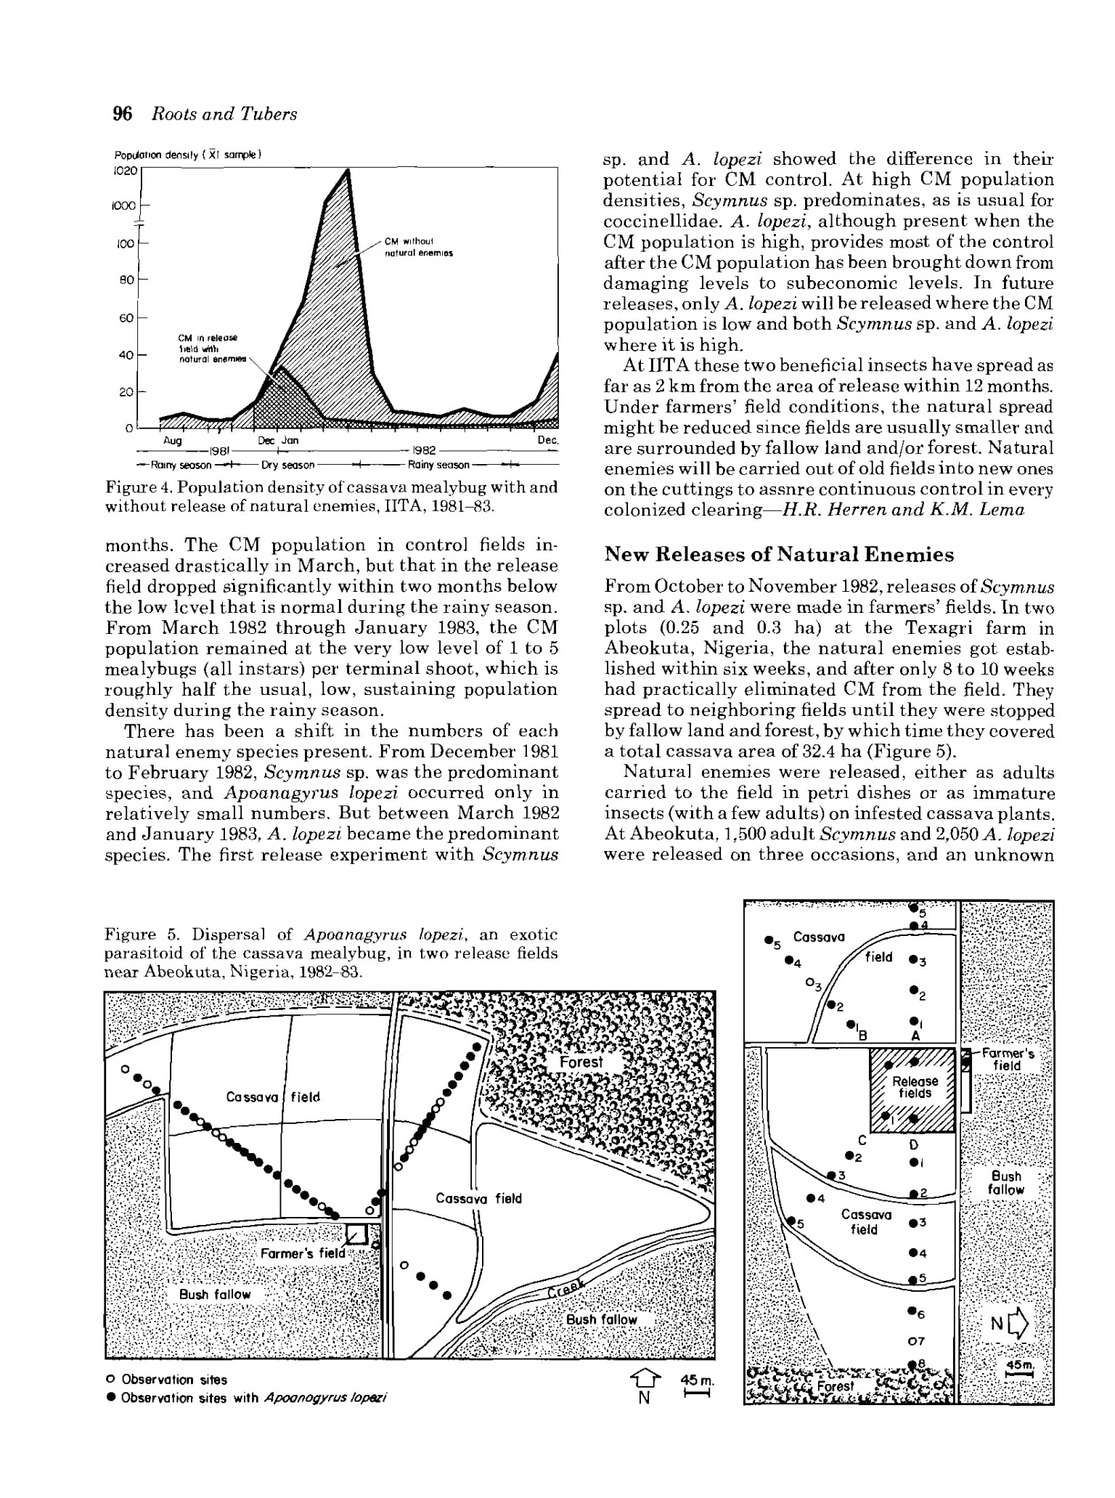 96 Roots and Tubers
Population density ( X̄1 sample)
1020
1000
100
80
60
40
20
0
CM without
natural enemies
CM in release
field with
natural enemies
Aug
Dec Jan
Dec.
1981
1982
Rainy season
Dry season
Rainy season
Figure 4. Population density of cassava mealybug with and
without release of natural enemies, IITA, 1981–83.
months. The CM population in control fields in-
creased drastically in March, but that in the release
field dropped significantly within two months below
the low level that is normal during the rainy season.
From March 1982 through January 1983, the CM
population remained at the very low level of 1 to 5
mealybugs (all instars) per terminal shoot, which is
roughly half the usual, low, sustaining population
density during the rainy season.
There has been a shift in the numbers of each
natural enemy species present. From December 1981
to February 1982, Scymnus sp. was the predominant
species, and Apoanagyrus lopezi occurred only in
relatively small numbers. But between March 1982
and January 1983, A. lopezi became the predominant
species. The first release experiment with Scymnus
sp. and A. lopezi showed the difference in their
potential for CM control. At high CM population
densities, Scymnus sp. predominates, as is usual for
coccinellidae. A. lopezi, although present when the
CM population is high, provides most of the control
after the CM population has been brought down from
damaging levels to subeconomic levels. In future
releases, only A. lopezi will be released where the CM
population is low and both Scymnus sp. and A. lopezi
where it is high.
At IITA these two beneficial insects have spread as
far as 2 km from the area of release within 12 months.
Under farmers' field conditions, the natural spread
might be reduced since fields are usually smaller and
are surrounded by fallow land and/or forest. Natural
enemies will be carried out of old fields into new ones
on the cuttings to assnre continuous control in every
colonized clearing—H.R. Herren and K.M. Lema
New Releases of Natural Enemies
From October to November 1982, releases of Scymnus
sp. and A. lopezi were made in farmers' fields. In two
plots (0.25 and 0.3 ha) at the Texagri farm in
Abeokuta, Nigeria, the natural enemies got estab-
lished within six weeks, and after only 8 to 10 weeks
had practically eliminated CM from the field. They
spread to neighboring fields until they were stopped
by fallow land and forest, by which time they covered
a total cassava area of 32.4 ha (Figure 5).
Natural enemies were released, either as adults
carried to the field in petri dishes or as immature
insects (with a few adults) on infested cassava plants.
At Abeokuta, 1,500 adult Scymnus and 2,050 A. lopezi
were released on three occasions, and an unknown
Figure 5. Dispersal of Apoanagyrus lopezi, an exotic
parasitoid of the cassava mealybug, in two release fields
near Abeokuta, Nigeria, 1982–83.
Forest
Cassava field
Cassava field
Farmer's field
Bush fallow
Creek
Bush fallow
Observation sites
Observation sites with Apoanogyrus lopezi
N
45 m.
5
4
5
Cassava
4
field
3
3
2
2
1
B
1
A
Farmer's
field
Release
fields
1
C
D
2
1
3
2
Bush
fallow
4
Cassava
field
5
3
4
5
6
N
7
8
45m.
Forest